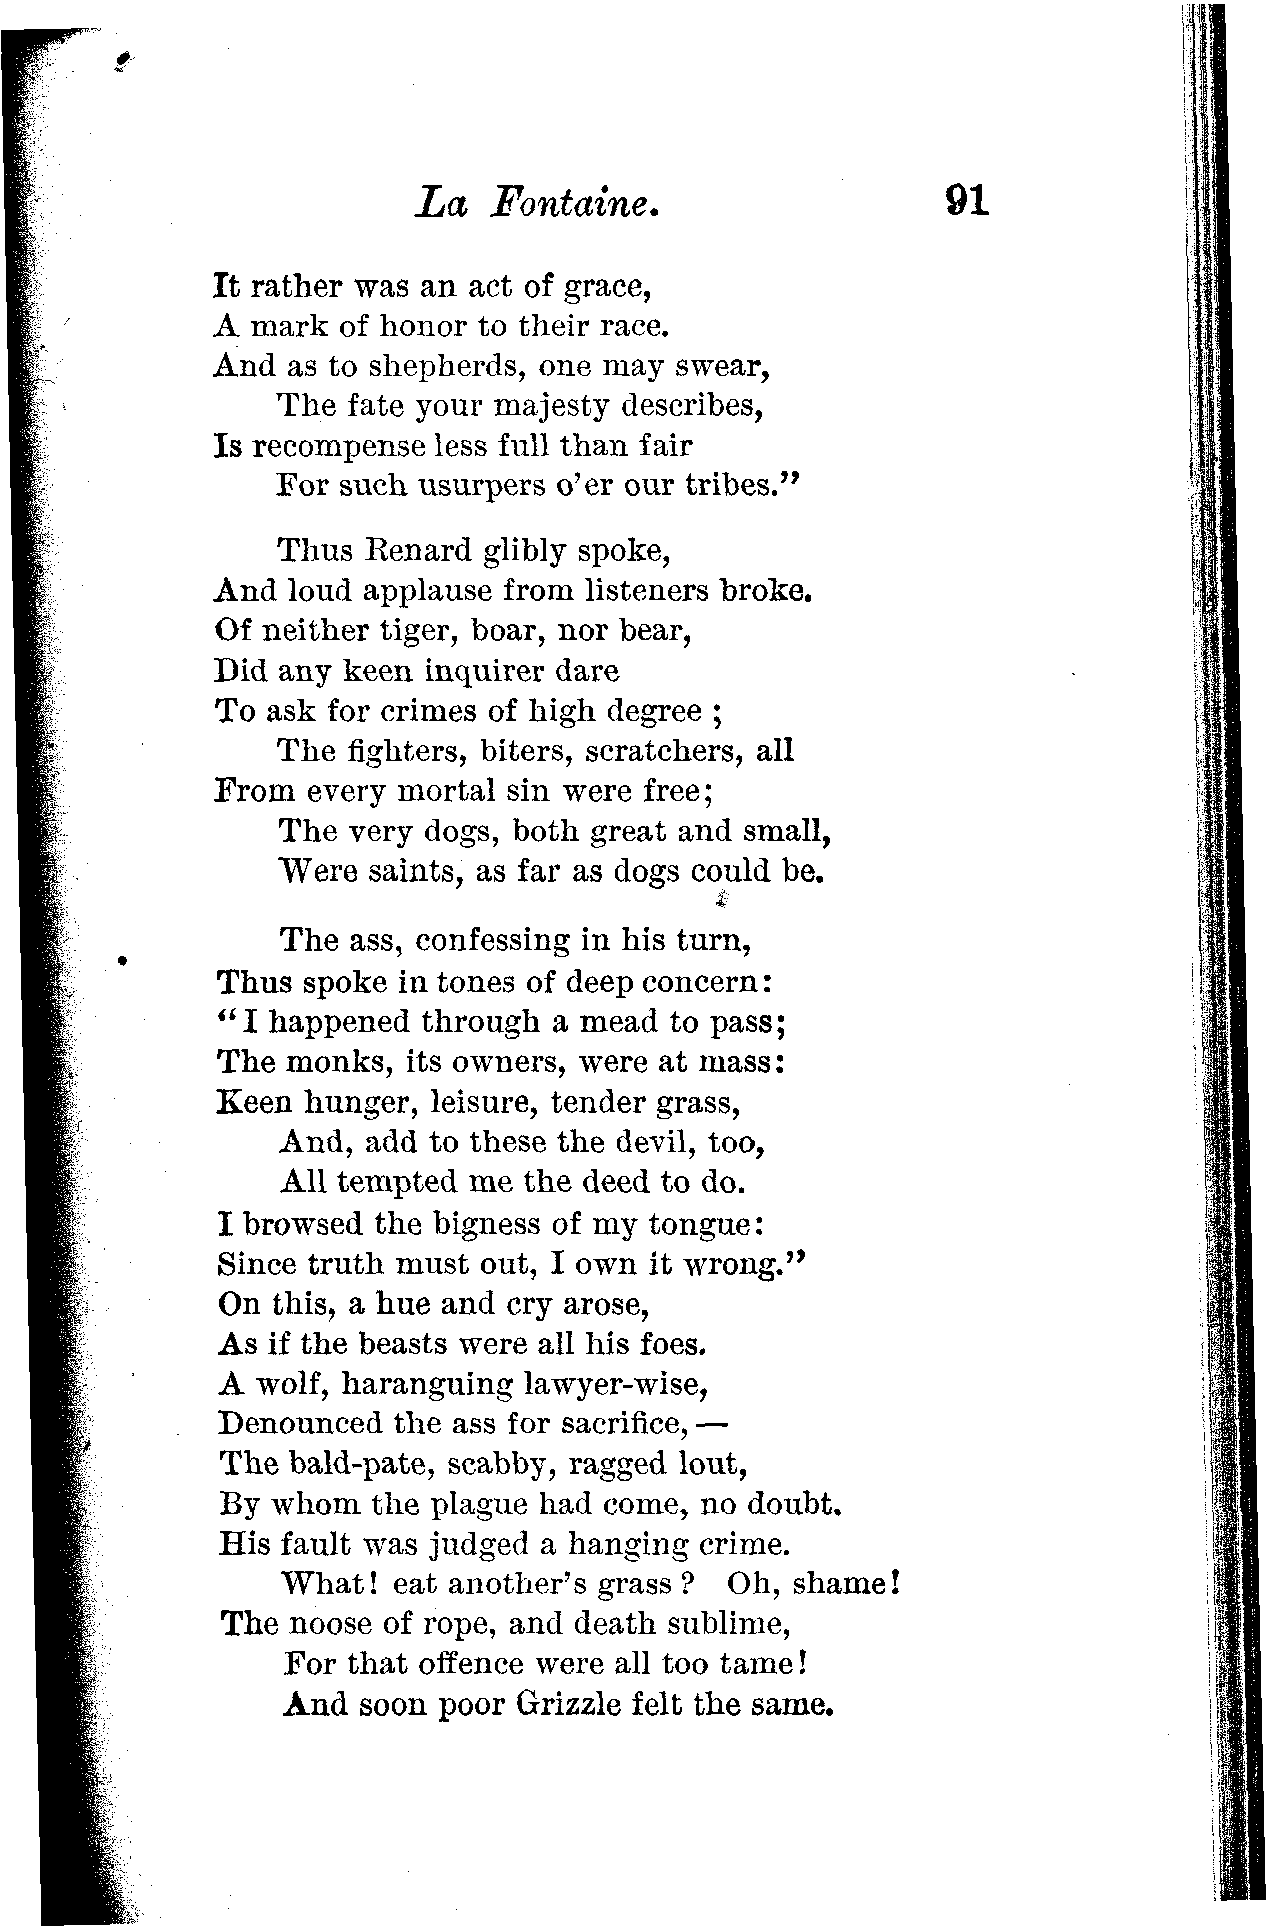 La Fontaine. 91
It rather was an act of grace,
A mark of honor to their race.
And as to shepherds, one may swear,
The fate your majesty describes,
Is recompense less full than fair
For such usurpers o'er our tribes."
Thus Renard glibly spoke,
And loud applause from listeners broke.
Of neither tiger, boar, nor bear,
Did any keen inquirer dare
To ask for crimes of high degree ;
The fighters, biters, scratchers, all
From every mortal sin were free;
The very dogs, both great and small,
Were saints, as far as dogs could be.
The ass, confessing in his turn,
Thus spoke in tones of deep concern:
"I happened through a mead to pass;
The monks, its owners, were at mass:
Keen hunger, leisure, tender grass,
And, add to these the devil, too,
All tempted me the deed to do.
I browsed the bigness of my tongue:
Since truth must out, I own it wrong."
On this, a hue and cry arose,
As if the beasts were all his foes.
A wolf, haranguing lawyer-wise,
Denounced the ass for sacrifice, —
The bald-pate, scabby, ragged lout,
By whom the plague had come, no doubt.
His fault was judged a hanging crime.
What! eat another's grass ? Oh, shame!
The noose of rope, and death sublime,
For that offence were all too tame!
And soon poor Grizzle felt the same.